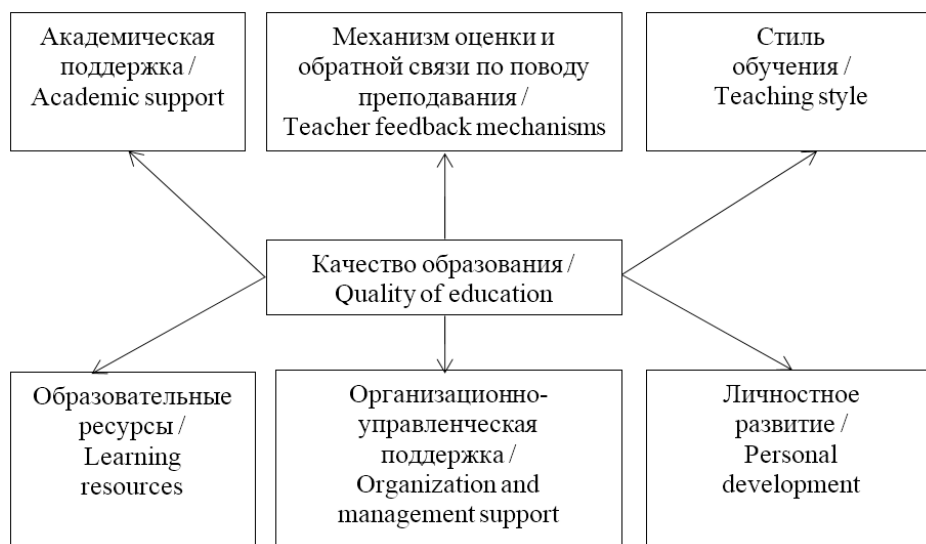 Академическая
поддержка /
Academic support
Механизм оценки и
обратной связи по поводу
преподавания /
Teacher feedback mechanisms
Стиль
обучения /
Teaching style
Качество образования /
Quality of education
Образовательные
ресурсы /
Learning
resources
Организационно-
управленческая
поддержка /
Organization and
management support
Личностное
развитие /
Personal
development